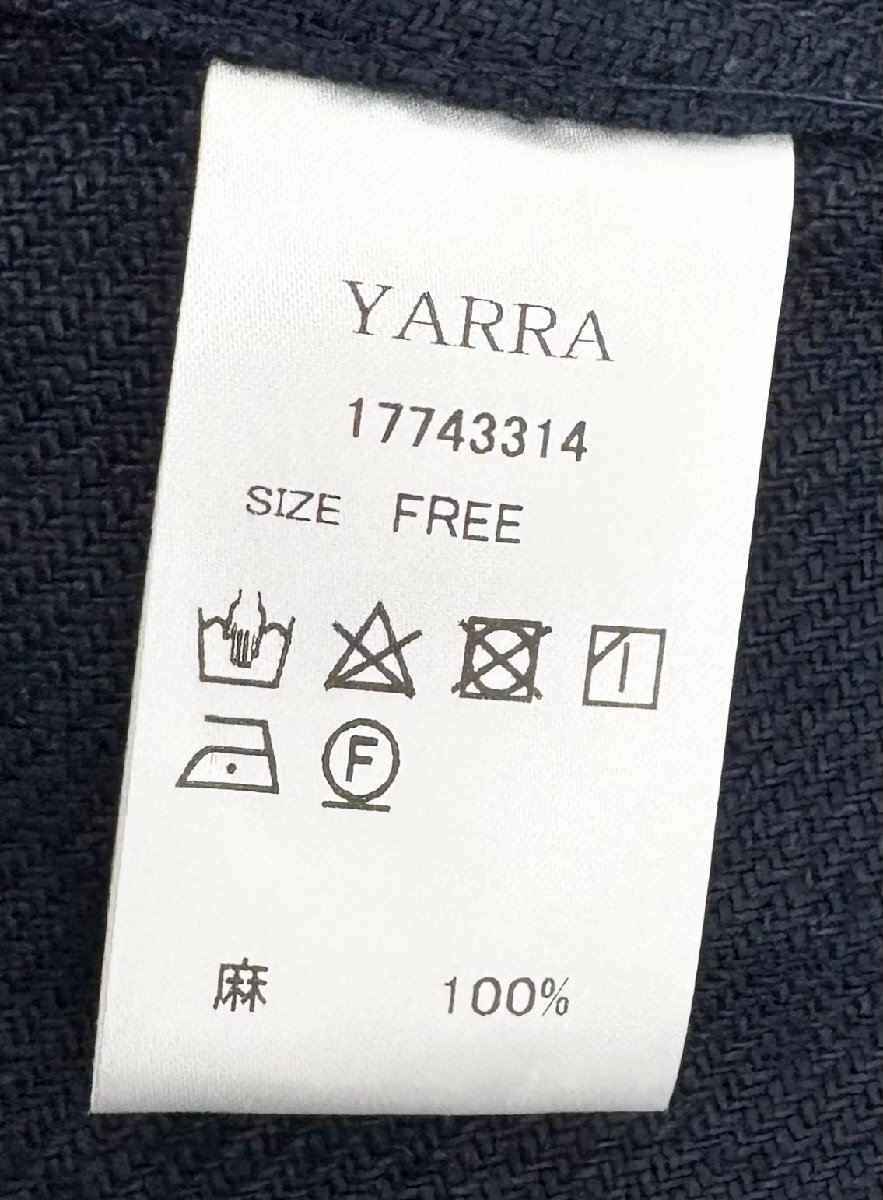 YARRA
17743314
SIZE FREE
F
麻 100%